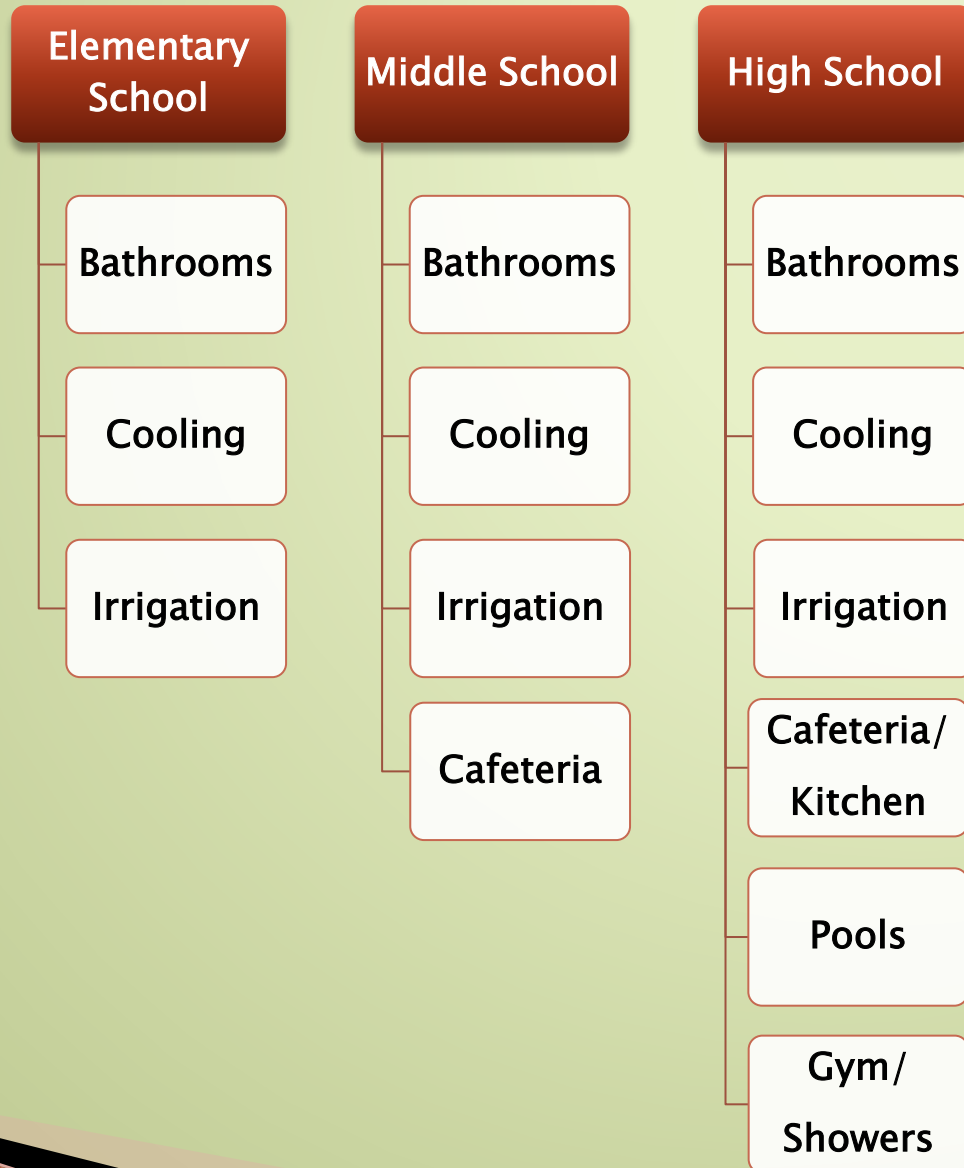 Elementary
School
Bathrooms
Cooling
Irrigation
Middle School
Bathrooms
Cooling
Irrigation
Cafeteria
High School
Bathrooms
Cooling
Irrigation
Cafeteria/
Kitchen
Pools
Gym/
Showers